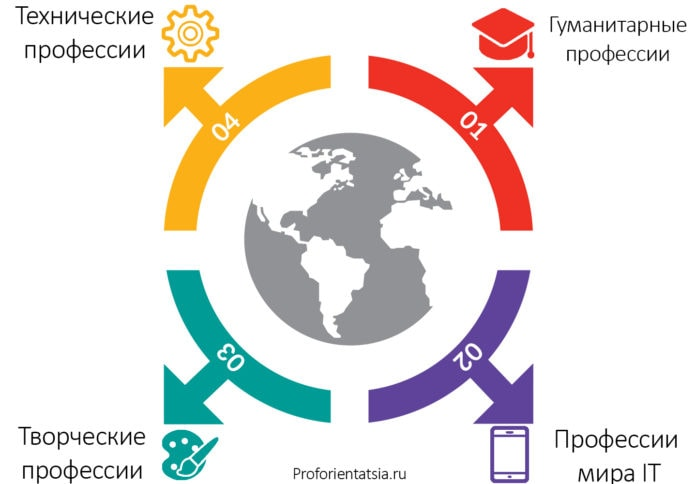 Технические
профессии
Гуманитарные
профессии
04
01
03
02
Творческие
профессии
Proforientatsia.ru
Профессии
мира IT